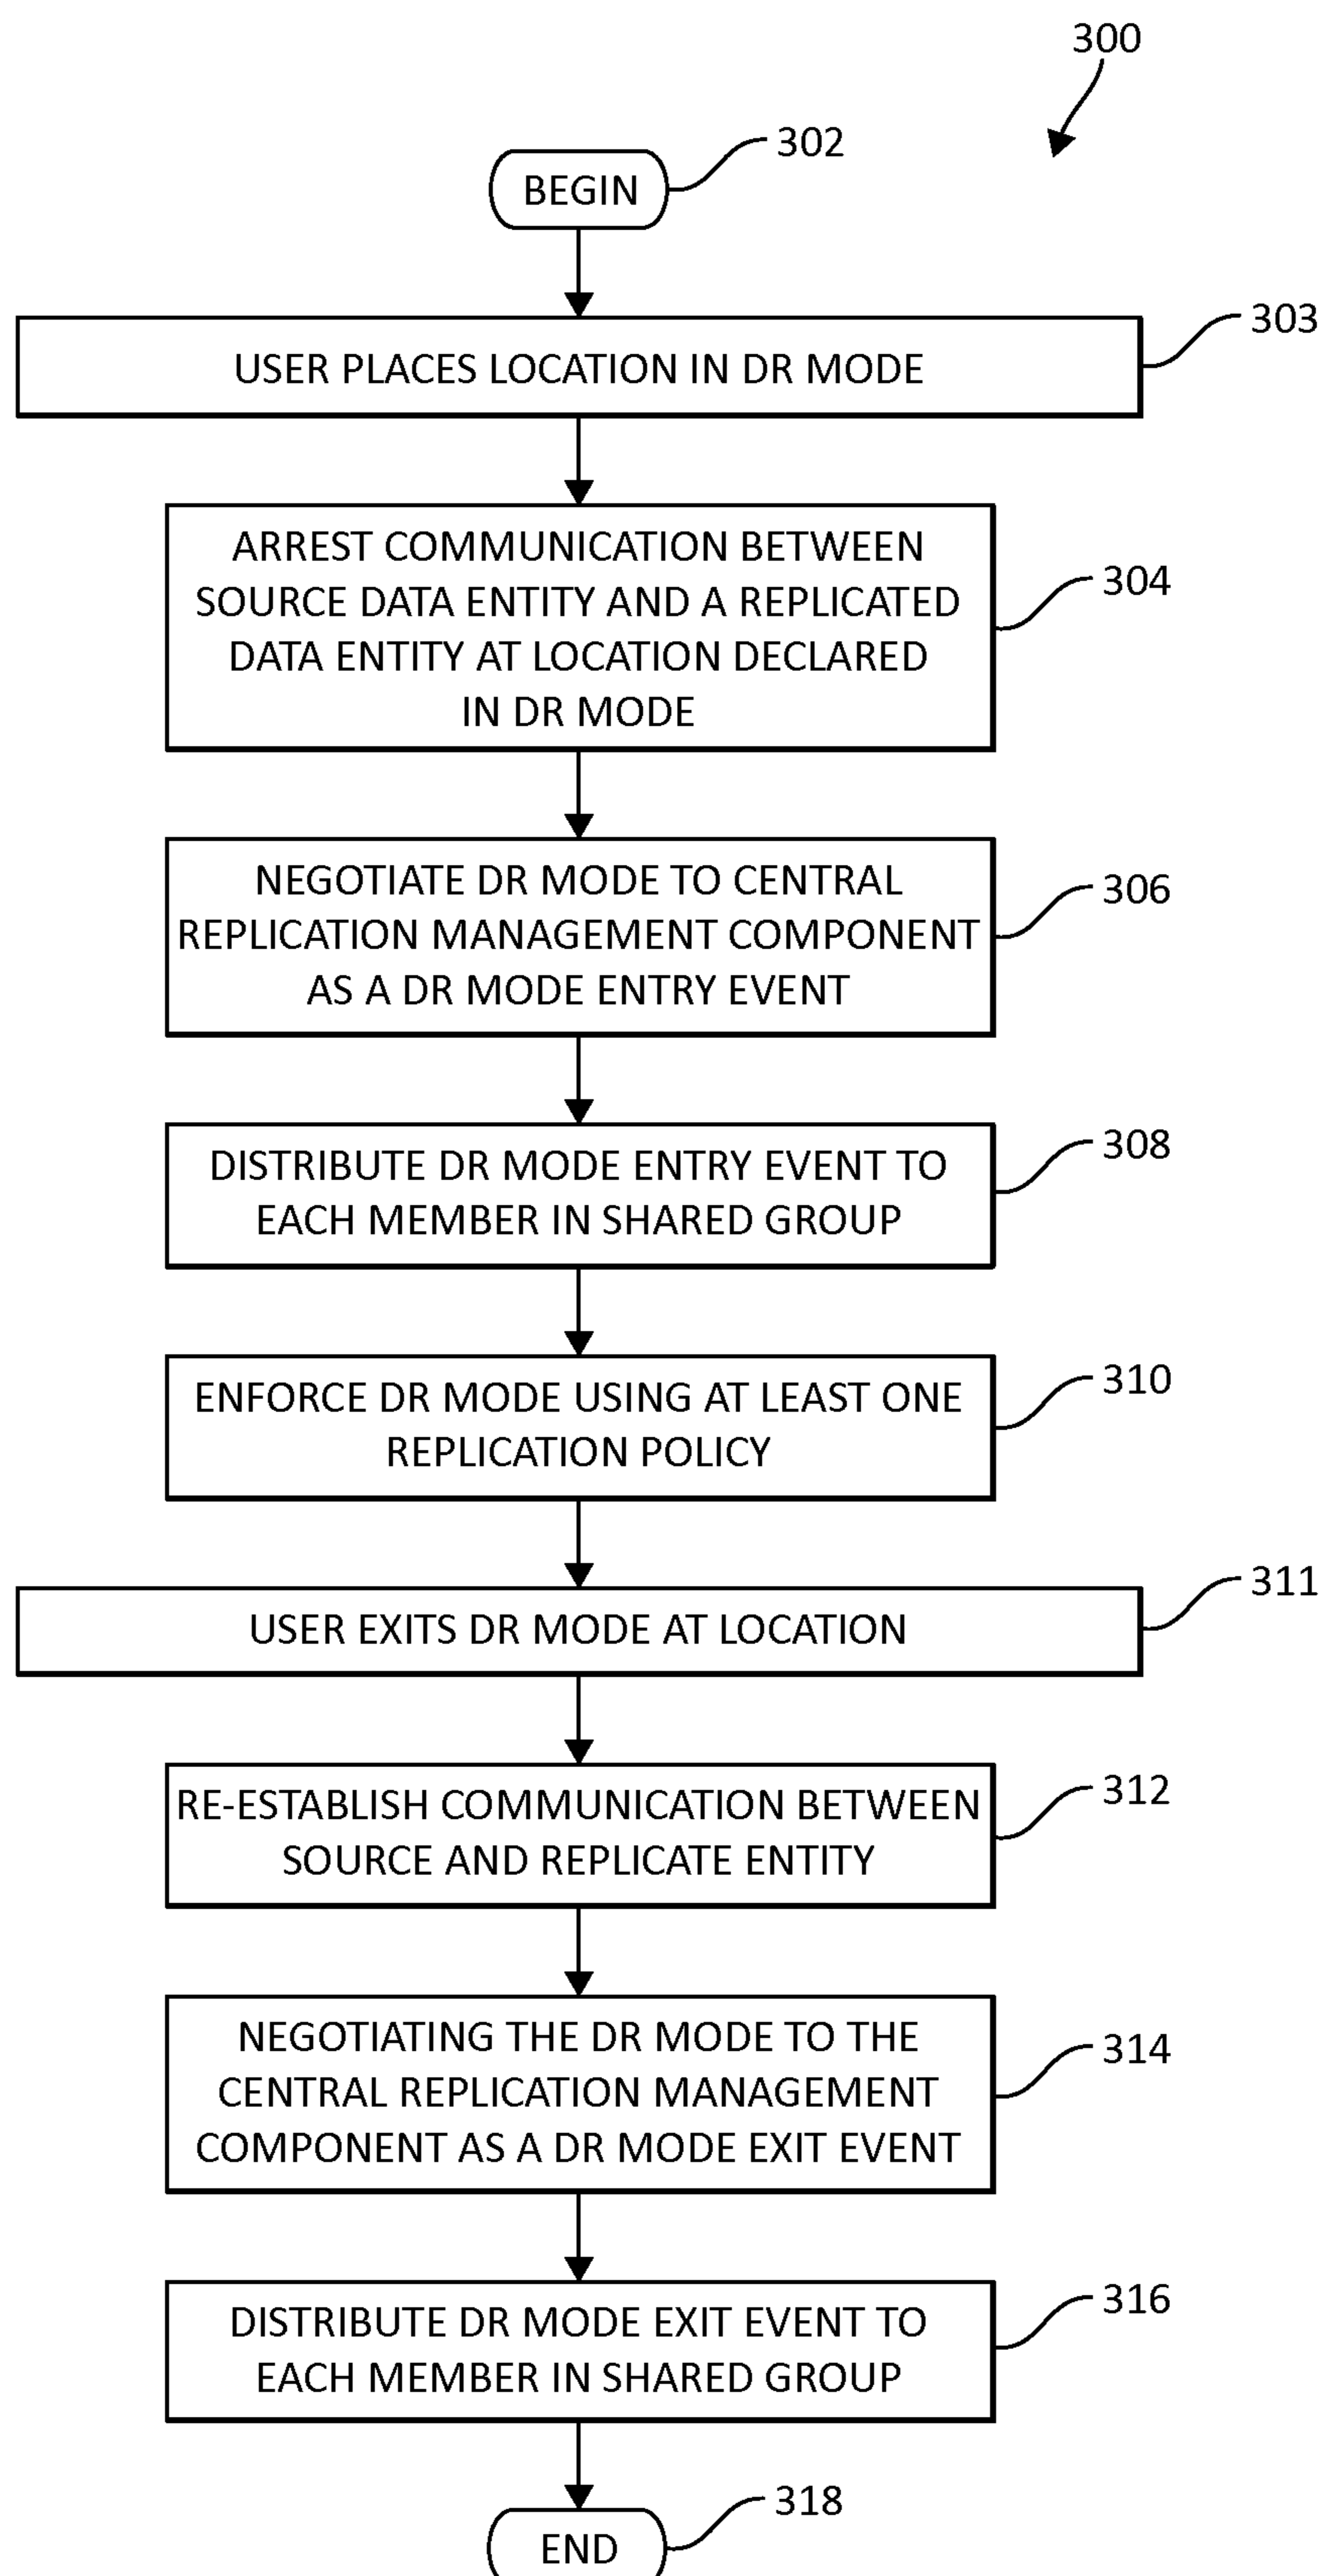 300
302
BEGIN
303
USER PLACES LOCATION IN DR MODE
ARREST COMMUNICATION BETWEEN
SOURCE DATA ENTITY AND A REPLICATED
DATA ENTITY AT LOCATION DECLARED
IN DR MODE
304
NEGOTIATE DR MODE TO CENTRAL
REPLICATION MANAGEMENT COMPONENT
AS A DR MODE ENTRY EVENT
306
DISTRIBUTE DR MODE ENTRY EVENT TO
EACH MEMBER IN SHARED GROUP
308
ENFORCE DR MODE USING AT LEAST ONE
REPLICATION POLICY
310
311
USER EXITS DR MODE AT LOCATION
RE-ESTABLISH COMMUNICATION BETWEEN
SOURCE AND REPLICATE ENTITY
312
NEGOTIATING THE DR MODE TO THE
CENTRAL REPLICATION MANAGEMENT
COMPONENT AS A DR MODE EXIT EVENT
314
DISTRIBUTE DR MODE EXIT EVENT TO
EACH MEMBER IN SHARED GROUP
316
318
END